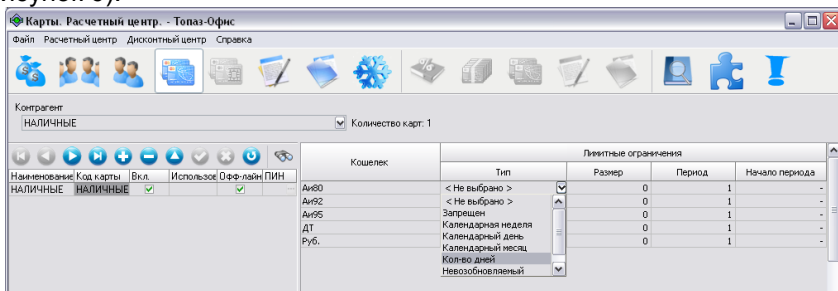 Карты. Расчетный центр. - Топаз-Офис
Файл Расчетный центр Дисконтный центр Справка
Контрагент
НАЛИЧНЫЕ Количество карт: 1
Кошелек Лимитные ограничения
Тип Размер Период Начало периода
Наименование Код карты Вкл. Использов Офф-лайн ПИН
НАЛИЧНЫЕ НАЛИЧНЫЕ
Аи80 < Не выбрано > 0 1 -
Аи92 < Не выбрано > 0 1 -
Аи95 Запрещен 0 1 -
ДТ Календарная неделя 0 1 -
Руб. Календарный день 0 1 -
Календарный месяц
Кол-во дней
Невозобновляемый